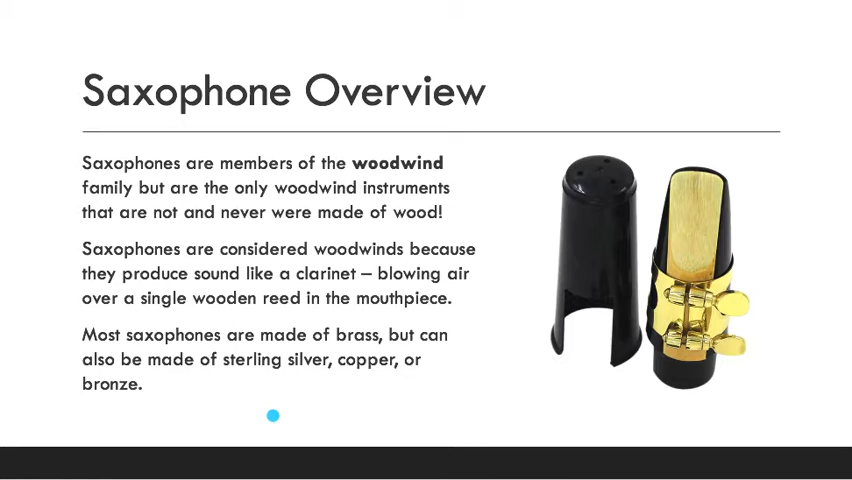 Saxophone Overview
Saxophones are members of the woodwind
family but are the only woodwind instruments
that are not and never were made of wood!
Saxophones are considered woodwinds because
they produce sound like a clarinet – blowing air
over a single wooden reed in the mouthpiece.
Most saxophones are made of brass, but can
also be made of sterling silver, copper, or
bronze.